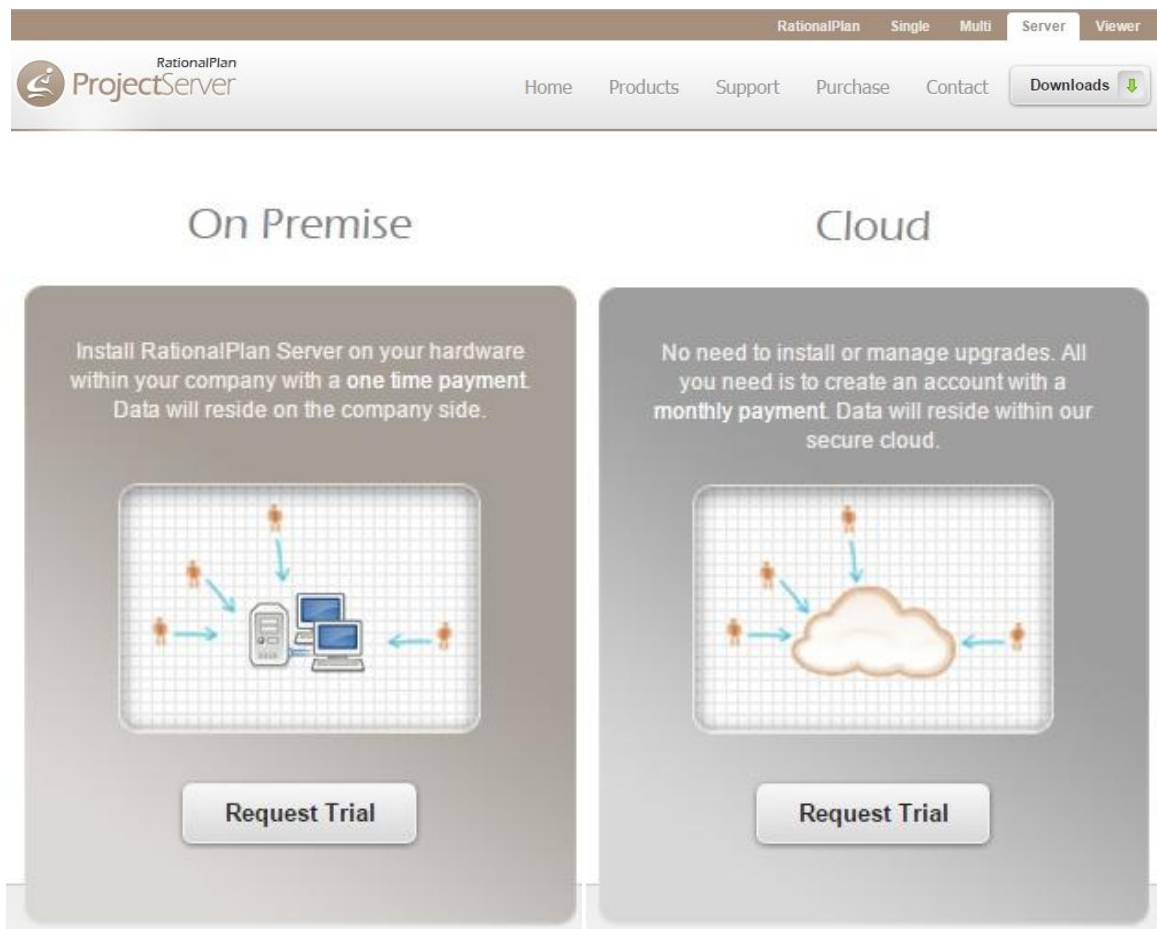 RationalPlan Single Multi Server Viewer
RationalPlan
ProjectServer
Home Products Support Purchase Contact Downloads
On Premise
Install RationalPlan Server on your hardware
within your company with a one time payment.
Data will reside on the company side.
Request Trial
Cloud
No need to install or manage upgrades. All
you need is to create an account with a
monthly payment. Data will reside within our
secure cloud.
Request Trial